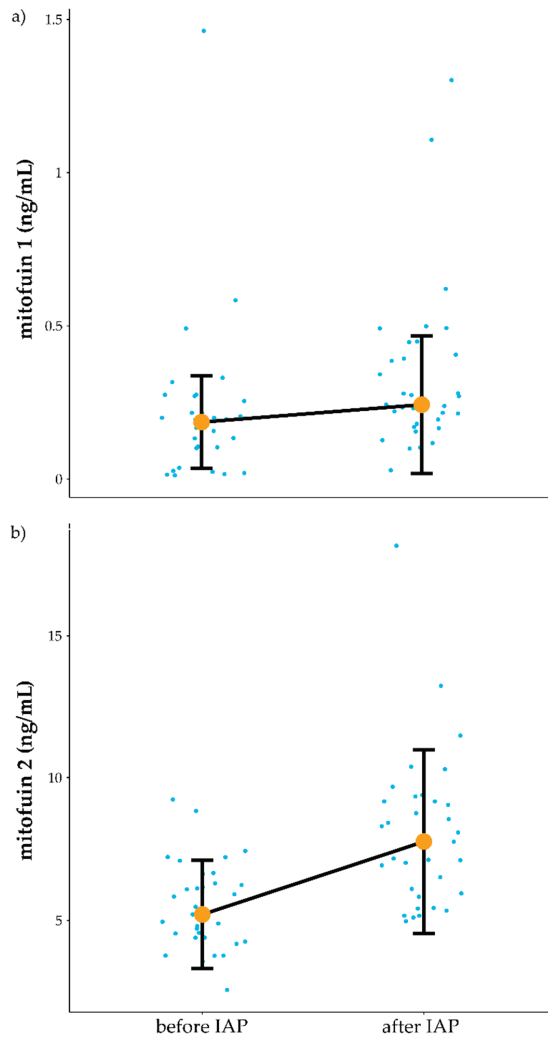 a)
1.5
1
0.5
0
mitofuin 1 (ng/mL)
b)
15
10
5
mitofuin 2 (ng/mL)
before IAP
after IAP